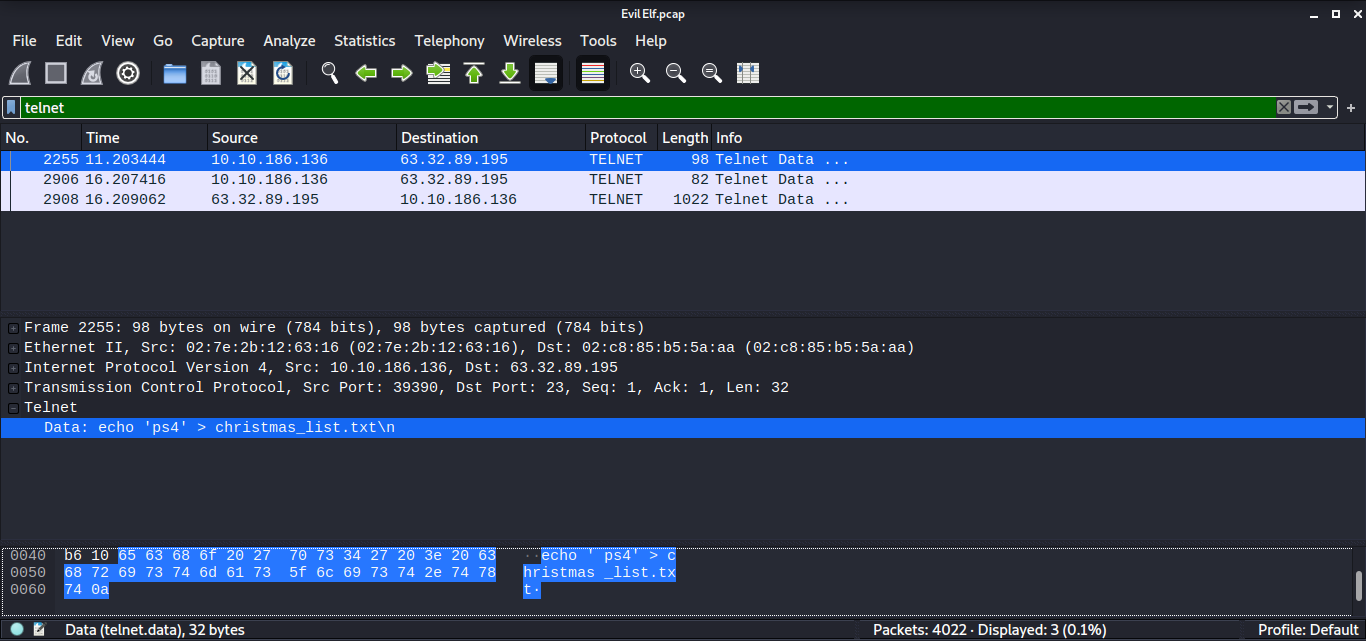 Evil Elf.pcap
File Edit View Go Capture Analyze Statistics Telephony Wireless Tools Help
telnet
No. Time Source Destination Protocol Length Info
2255 11.203444 10.10.186.136 63.32.89.195 TELNET 98 Telnet Data ...
2906 16.207416 10.10.186.136 63.32.89.195 TELNET 82 Telnet Data ...
2908 16.209062 63.32.89.195 10.10.186.136 TELNET 1022 Telnet Data ...
Frame 2255: 98 bytes on wire (784 bits), 98 bytes captured (784 bits)
Ethernet II, Src: 02:7e:2b:12:63:16 (02:7e:2b:12:63:16), Dst: 02:c8:85:b5:5a:aa (02:c8:85:b5:5a:aa)
Internet Protocol Version 4, Src: 10.10.186.136, Dst: 63.32.89.195
Transmission Control Protocol, Src Port: 39390, Dst Port: 23, Seq: 1, Ack: 1, Len: 32
Telnet
Data: echo 'ps4' > christmas_list.txt\n
0040 b6 10 65 63 68 6f 20 27 70 73 34 27 20 3e 20 63 ··echo ' ps4' > c
0050 68 72 69 73 74 6d 61 73 5f 6c 69 73 74 2e 74 78 hristmas _list.tx
0060 74 0a t·
Data (telnet.data), 32 bytes Packets: 4022 · Displayed: 3 (0.1%) Profile: Default